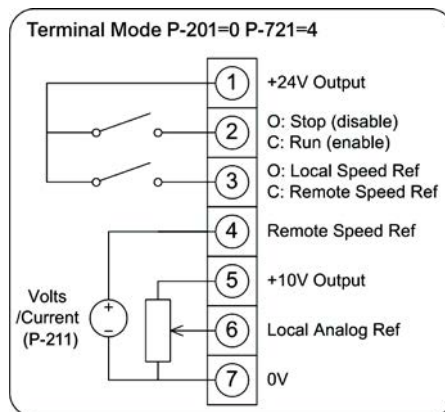 Terminal Mode P-201=0 P-721=4
1 +24V Output
2 O: Stop (disable)
C: Run (enable)
3 O: Local Speed Ref
C: Remote Speed Ref
4 Remote Speed Ref
5 +10V Output
Volts
/Current
(P-211)
+
−
6 Local Analog Ref
7 0V